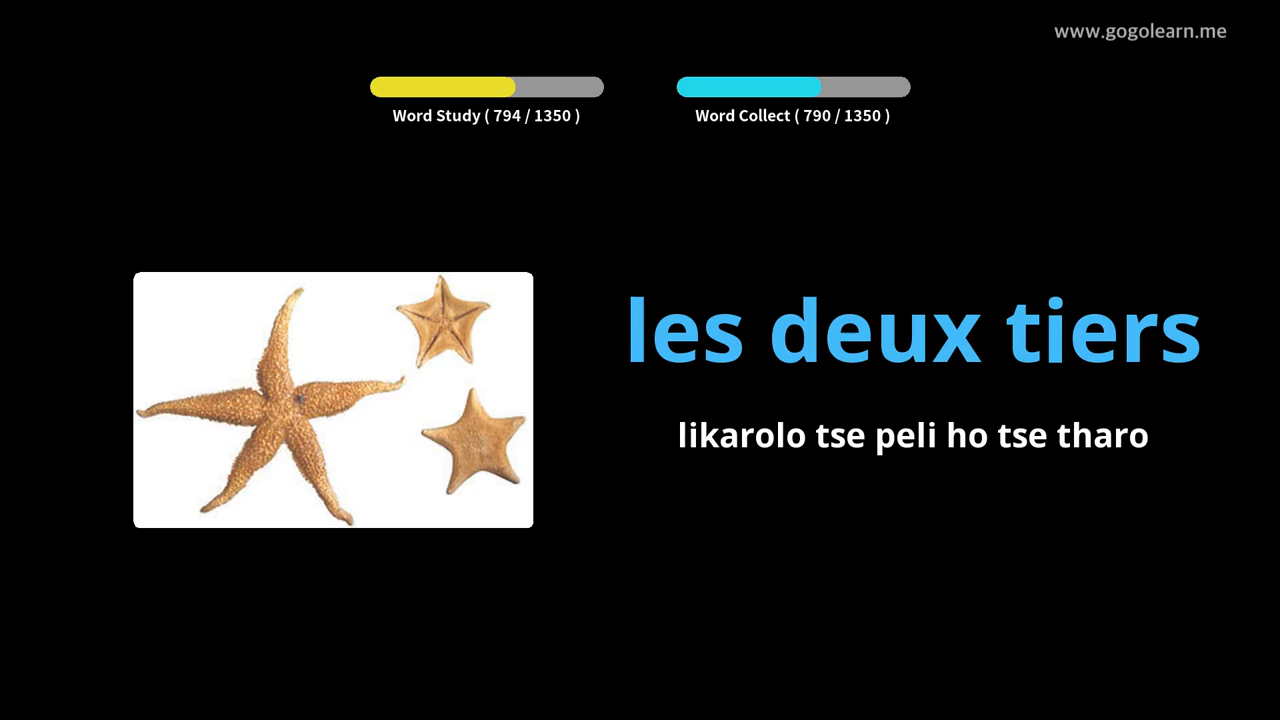 www.gogolearn.me
Word Study ( 794 / 1350 )
Word Collect ( 790 / 1350 )
les deux tiers
likarolo tse peli ho tse tharo